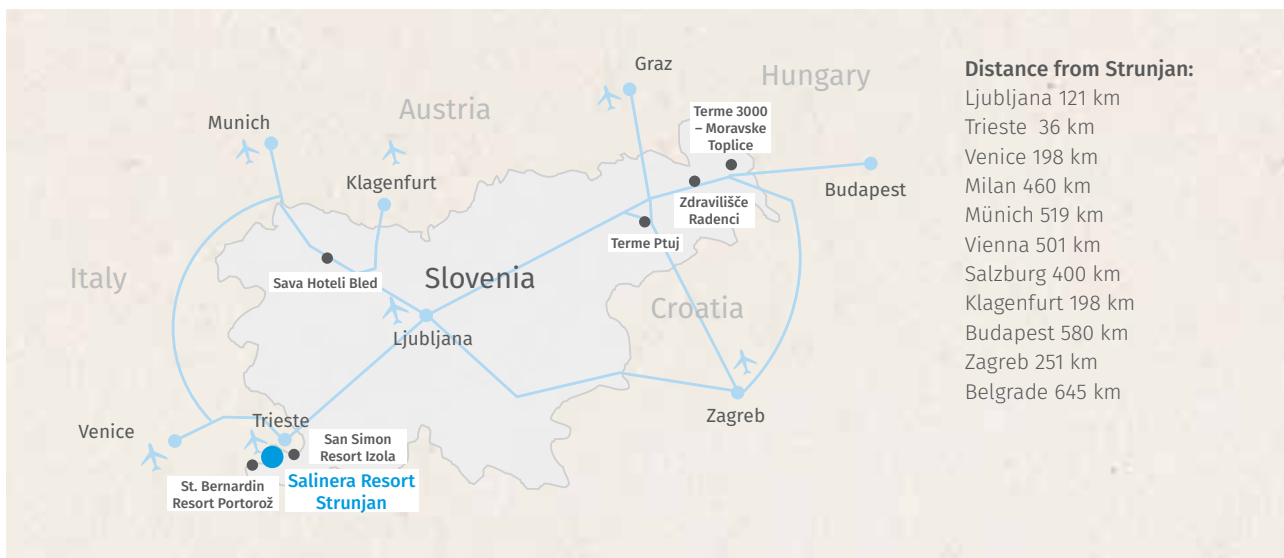 Graz
Hungary
Austria
Munich
Terme 3000
– Moravske
Toplice
Klagenfurt
Budapest
Zdravilišče
Radenci
Terme Ptuj
Italy
Sava Hoteli Bled
Slovenia
Croatia
Ljubljana
Zagreb
Trieste
Venice
San Simon
Resort Izola
St. Bernardin
Resort Portorož
Salinera Resort
Strunjan
Distance from Strunjan:
Ljubljana 121 km
Trieste 36 km
Venice 198 km
Milan 460 km
Münich 519 km
Vienna 501 km
Salzburg 400 km
Klagenfurt 198 km
Budapest 580 km
Zagreb 251 km
Belgrade 645 km